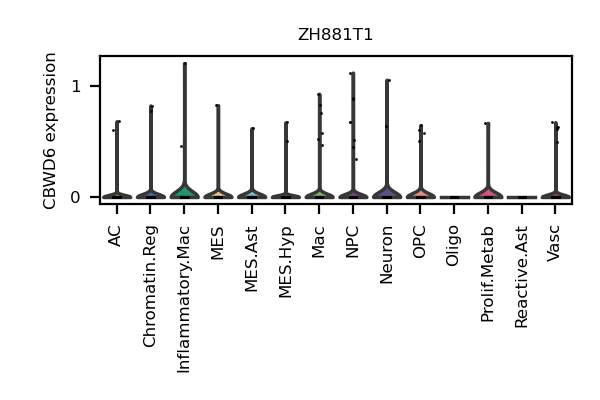 ZH881T1
CBWD6 expression
1
0
AC
Chromatin.Reg
Inflammatory.Mac
MES
MES.Ast
MES.Hyp
Mac
NPC
Neuron
OPC
Oligo
Prolif.Metab
Reactive.Ast
Vasc